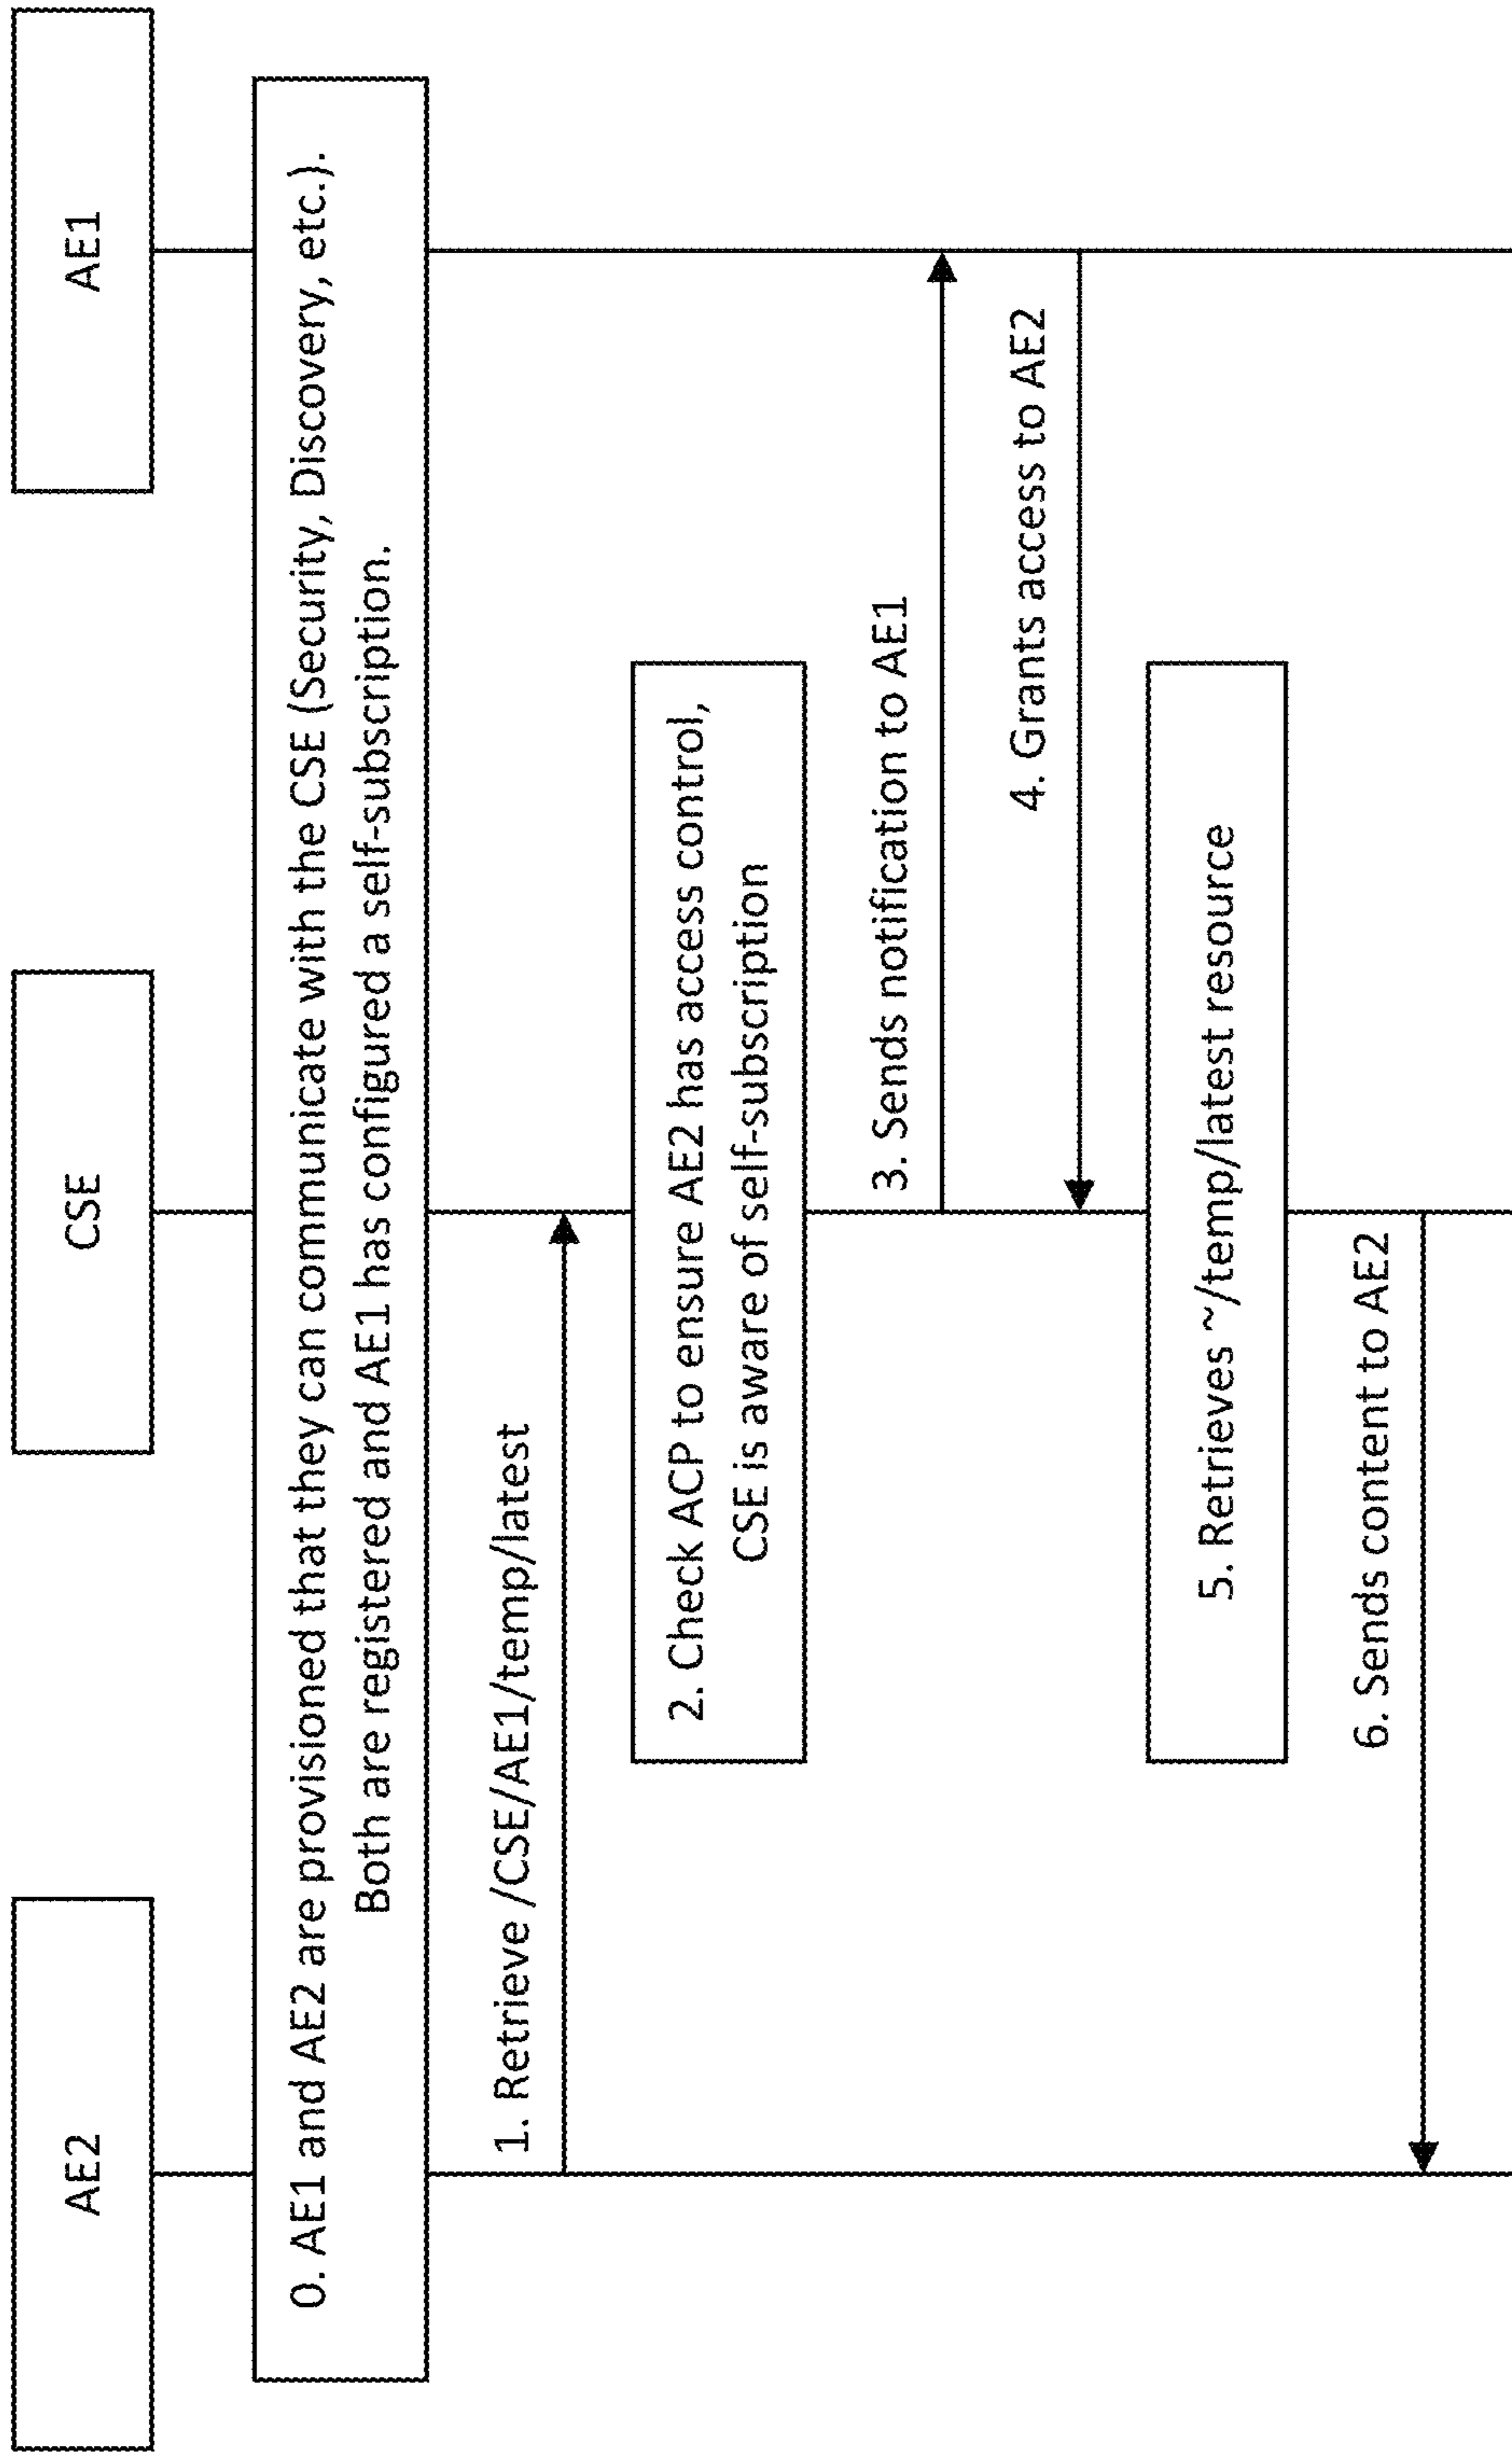 AE2
CSE
AE1
0. AE1 and AE2 are provisioned that they can communicate with the CSE (Security, Discovery, etc.).
Both are registered and AE1 has configured a self-subscription.
1. Retrieve /CSE/AE1/temp/latest
2. Check ACP to ensure AE2 has access control,
CSE is aware of self-subscription
3. Sends notification to AE1
4. Grants access to AE2
5. Retrieves ~/temp/latest resource
6. Sends content to AE2